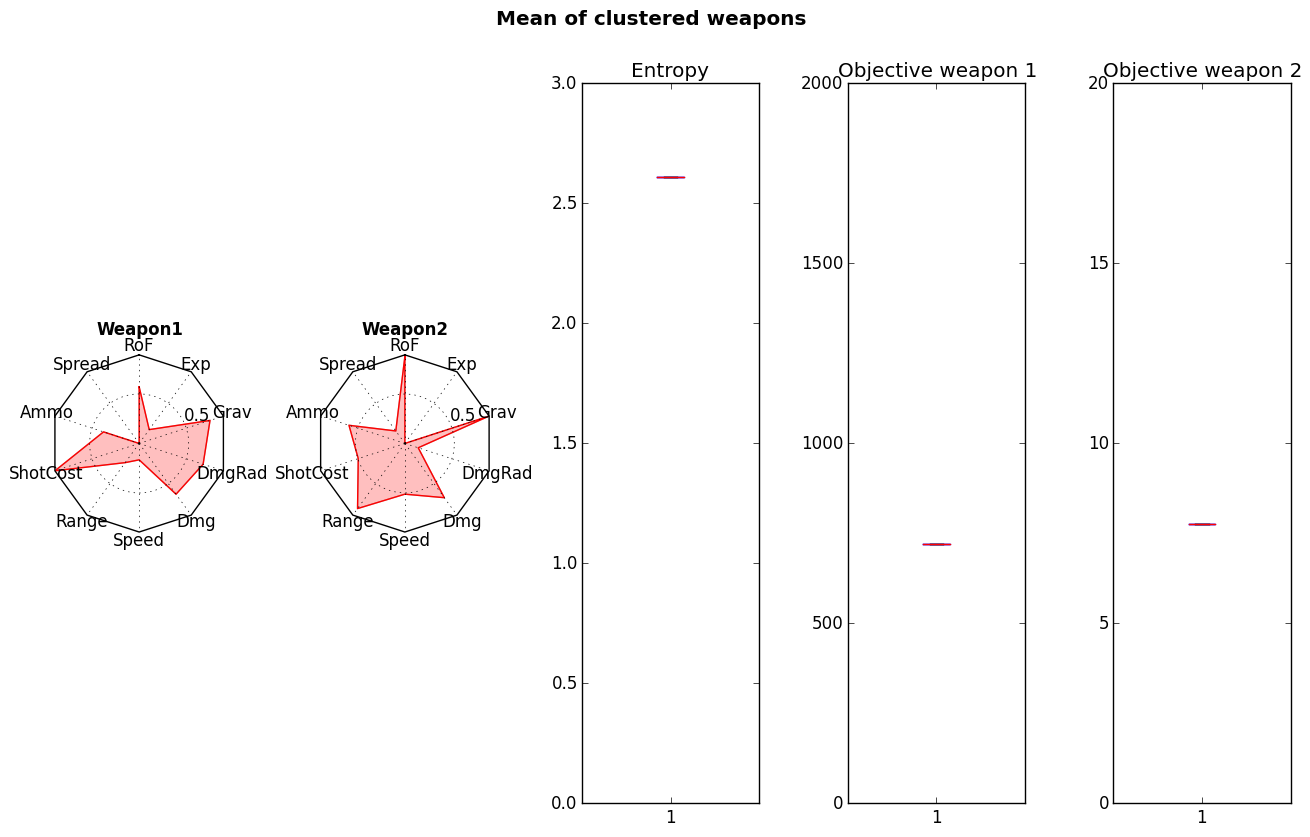 Mean of clustered weapons
Weapon1
RoF
Spread
Exp
Ammo
0.5
Grav
ShotCost
DmgRad
Range
Dmg
Speed
Weapon2
RoF
Spread
Exp
Ammo
0.5
Grav
ShotCost
DmgRad
Range
Dmg
Speed
Entropy
3.0
2.5
2.0
1.5
1.0
0.5
0.0
1
Objective weapon 1
2000
1500
1000
500
0
1
Objective weapon 2
20
15
10
5
0
1